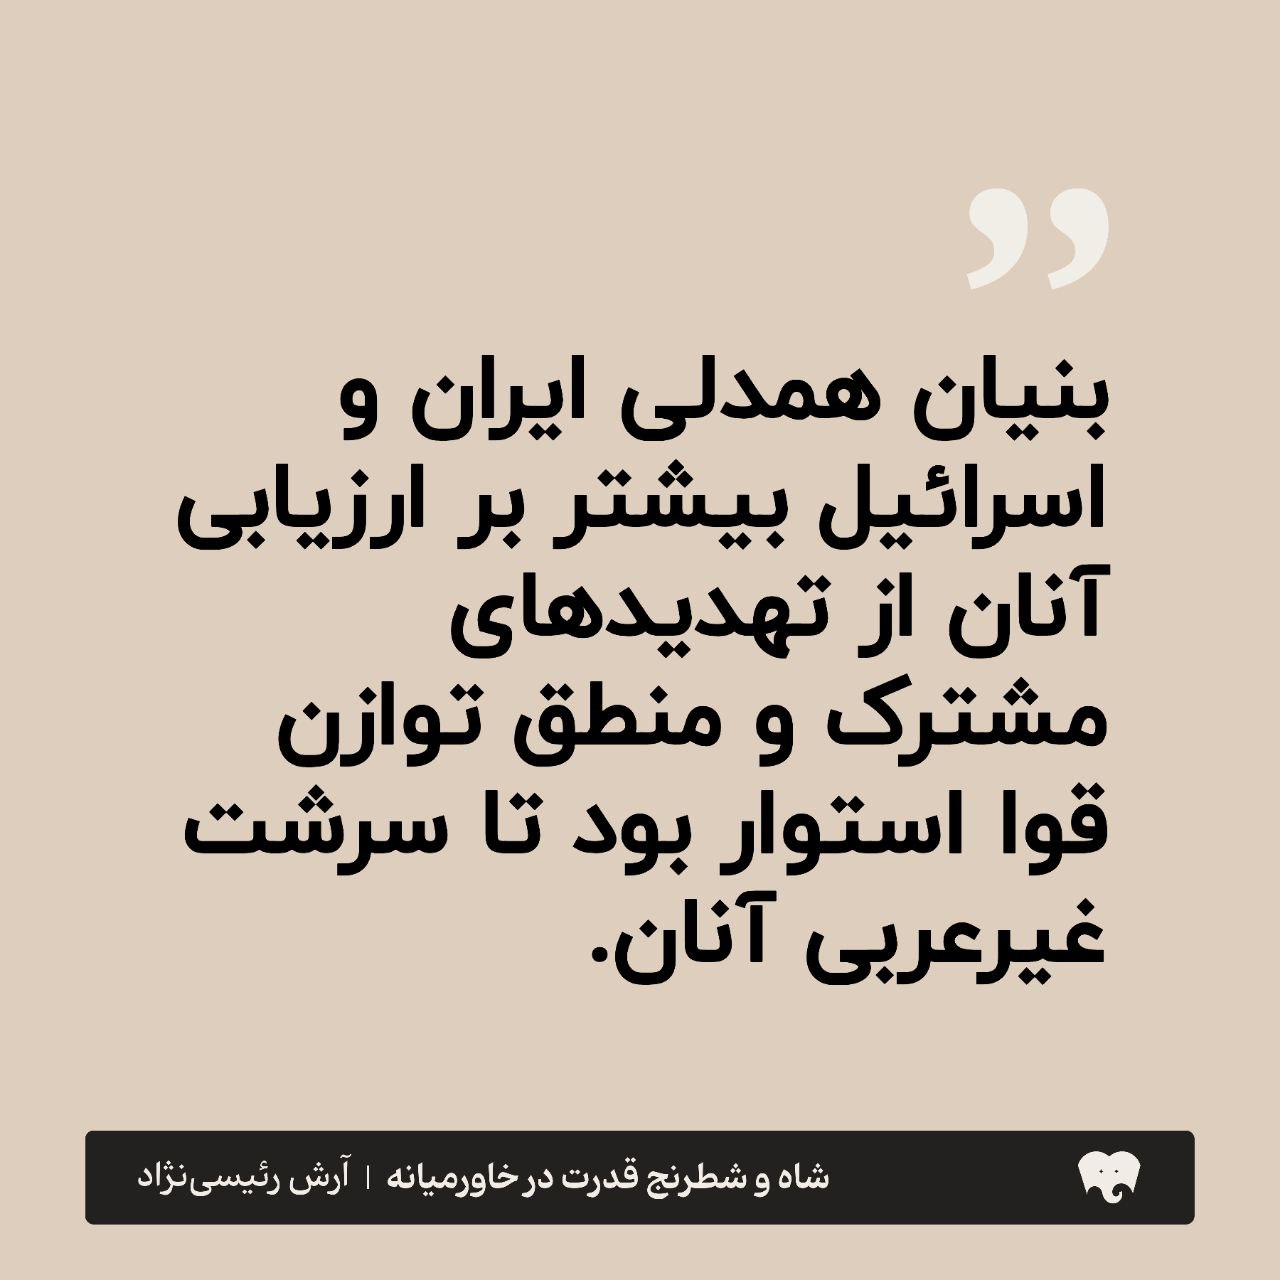 ”
بنیان همدلی ایران و
اسرائیل بیشتر بر ارزیابی
آنان از تهدیدهای
مشترک و منطق توازن
قوا استوار بود تا سرشت
غیرعربی آنان.
شاه و شطرنج قدرت در خاورمیانه | آرش رئیسی‌نژاد